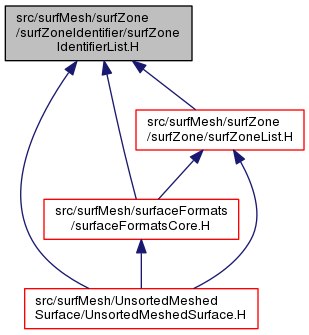 src/surfMesh/surfZone
/surfZoneIdentifier/surfZone
IdentifierList.H
src/surfMesh/surfZone
/surfZone/surfZoneList.H
src/surfMesh/surfaceFormats
/surfaceFormatsCore.H
src/surfMesh/UnsortedMeshed
Surface/UnsortedMeshedSurface.H